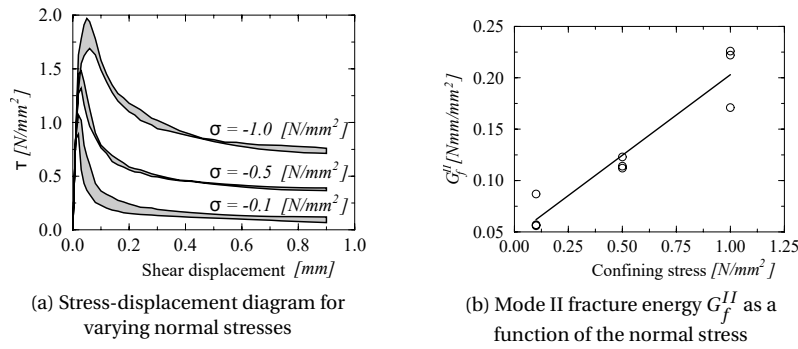 2.0
1.5
1.0
0.5
0.0
τ [N/mm²]
σ = -1.0 [N/mm²]
σ = -0.5 [N/mm²]
σ = -0.1 [N/mm²]
0.0 0.2 0.4 0.6 0.8 1.0
Shear displacement [mm]
(a) Stress-displacement diagram for
varying normal stresses
0.25
0.20
0.15
0.10
0.05
G_f^II [Nmm/mm²]
0.00 0.25 0.50 0.75 1.00 1.25
Confining stress [N/mm²]
(b) Mode II fracture energy G_f^II as a
function of the normal stress